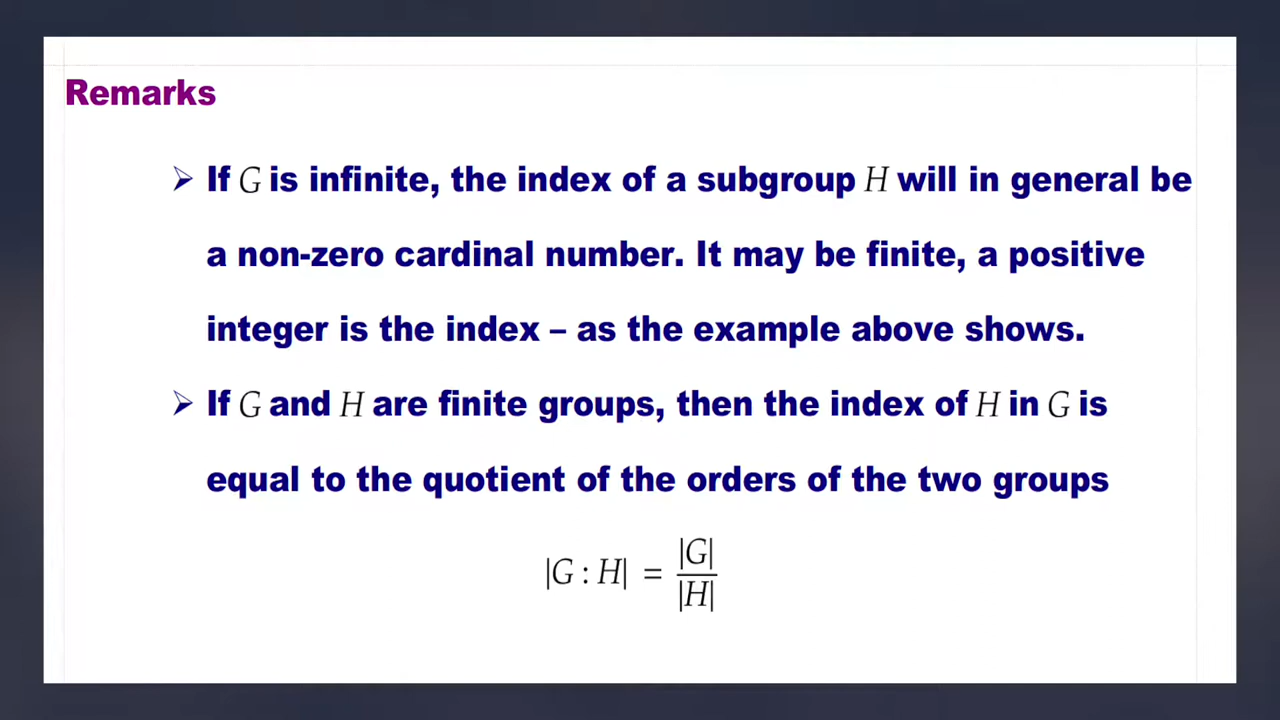 Remarks
➢ If G is infinite, the index of a subgroup H will in general be
a non-zero cardinal number. It may be finite, a positive
integer is the index – as the example above shows.
➢ If G and H are finite groups, then the index of H in G is
equal to the quotient of the orders of the two groups
|G : H| = |G| / |H|